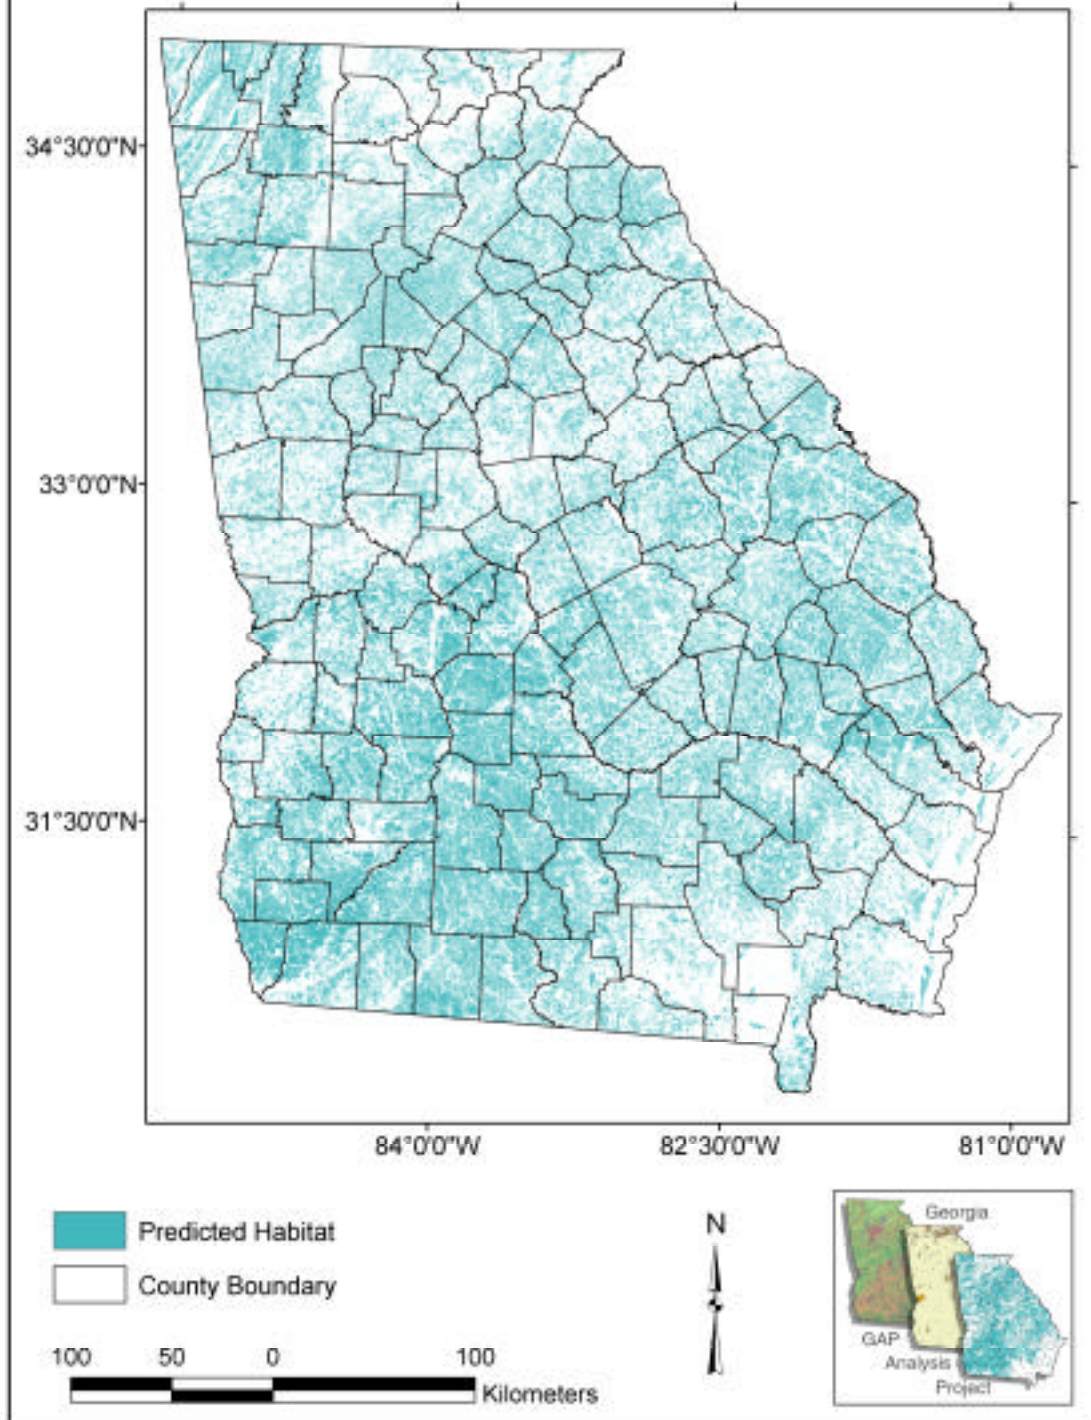 34°30'0"N
33°0'0"N
31°30'0"N
84°0'0"W 82°30'0"W 81°0'0"W
Predicted Habitat
County Boundary
N
100 50 0 100
Kilometers
Georgia
GAP
Analysis
Project